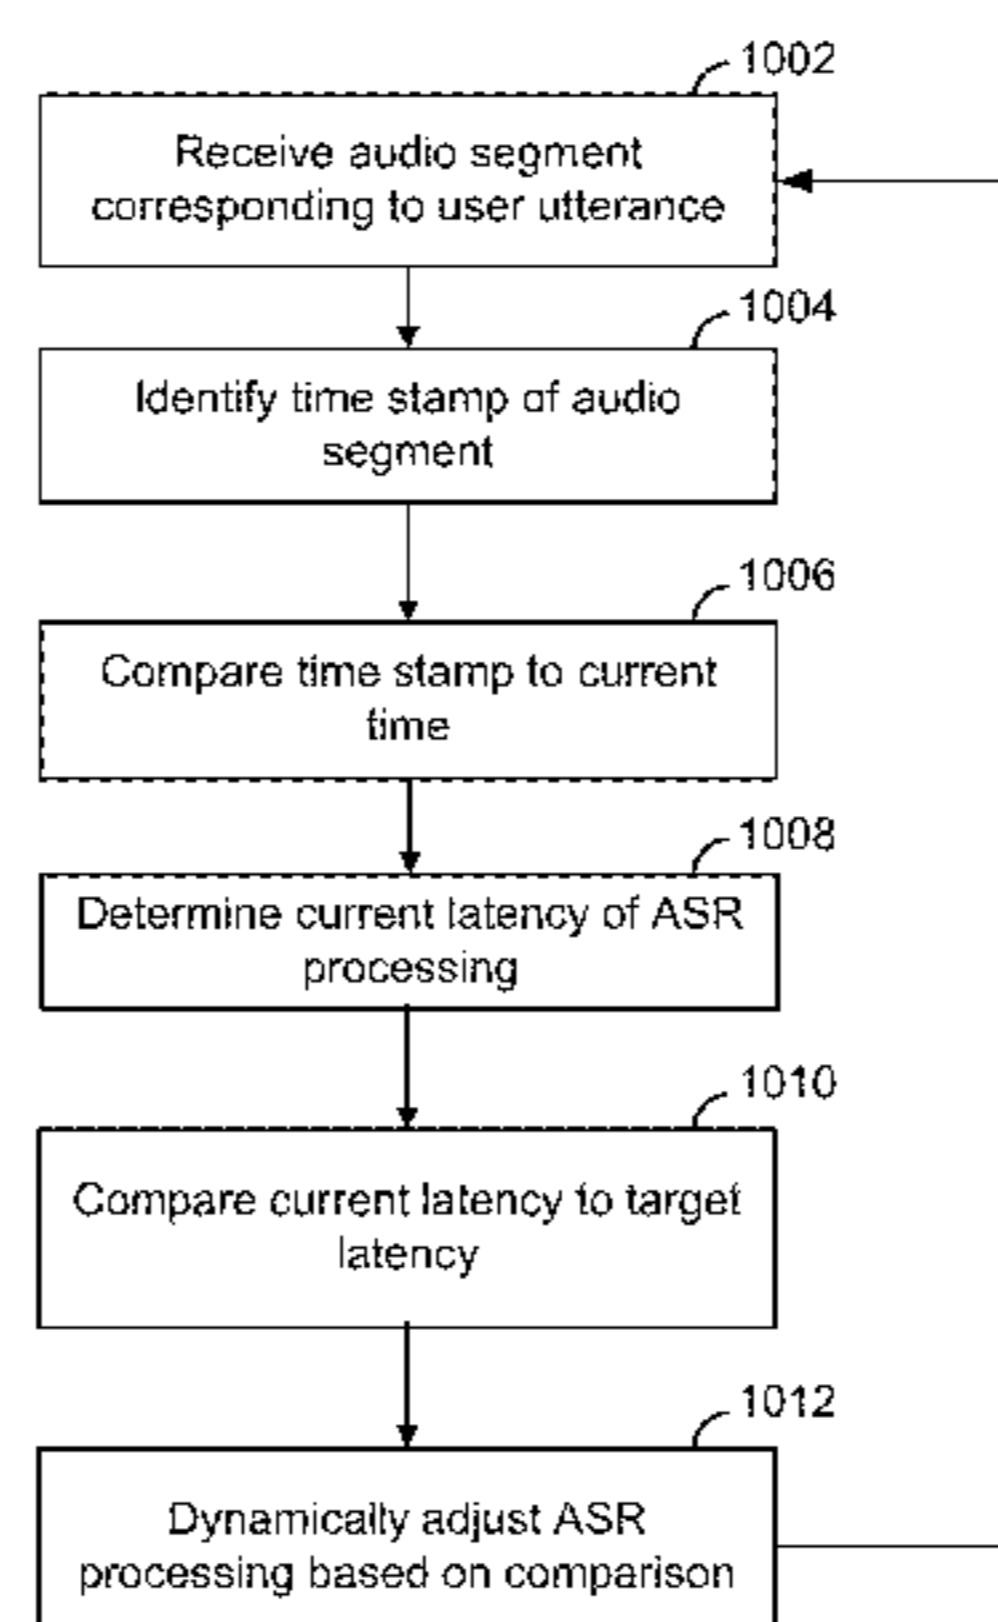 1002
Receive audio segment
corresponding to user utterance
1004
Identify time stamp of audio
segment
1006
Compare time stamp to current
time
1008
Determine current latency of ASR
processing
1010
Compare current latency to target
latency
1012
Dynamically adjust ASR
processing based on comparison